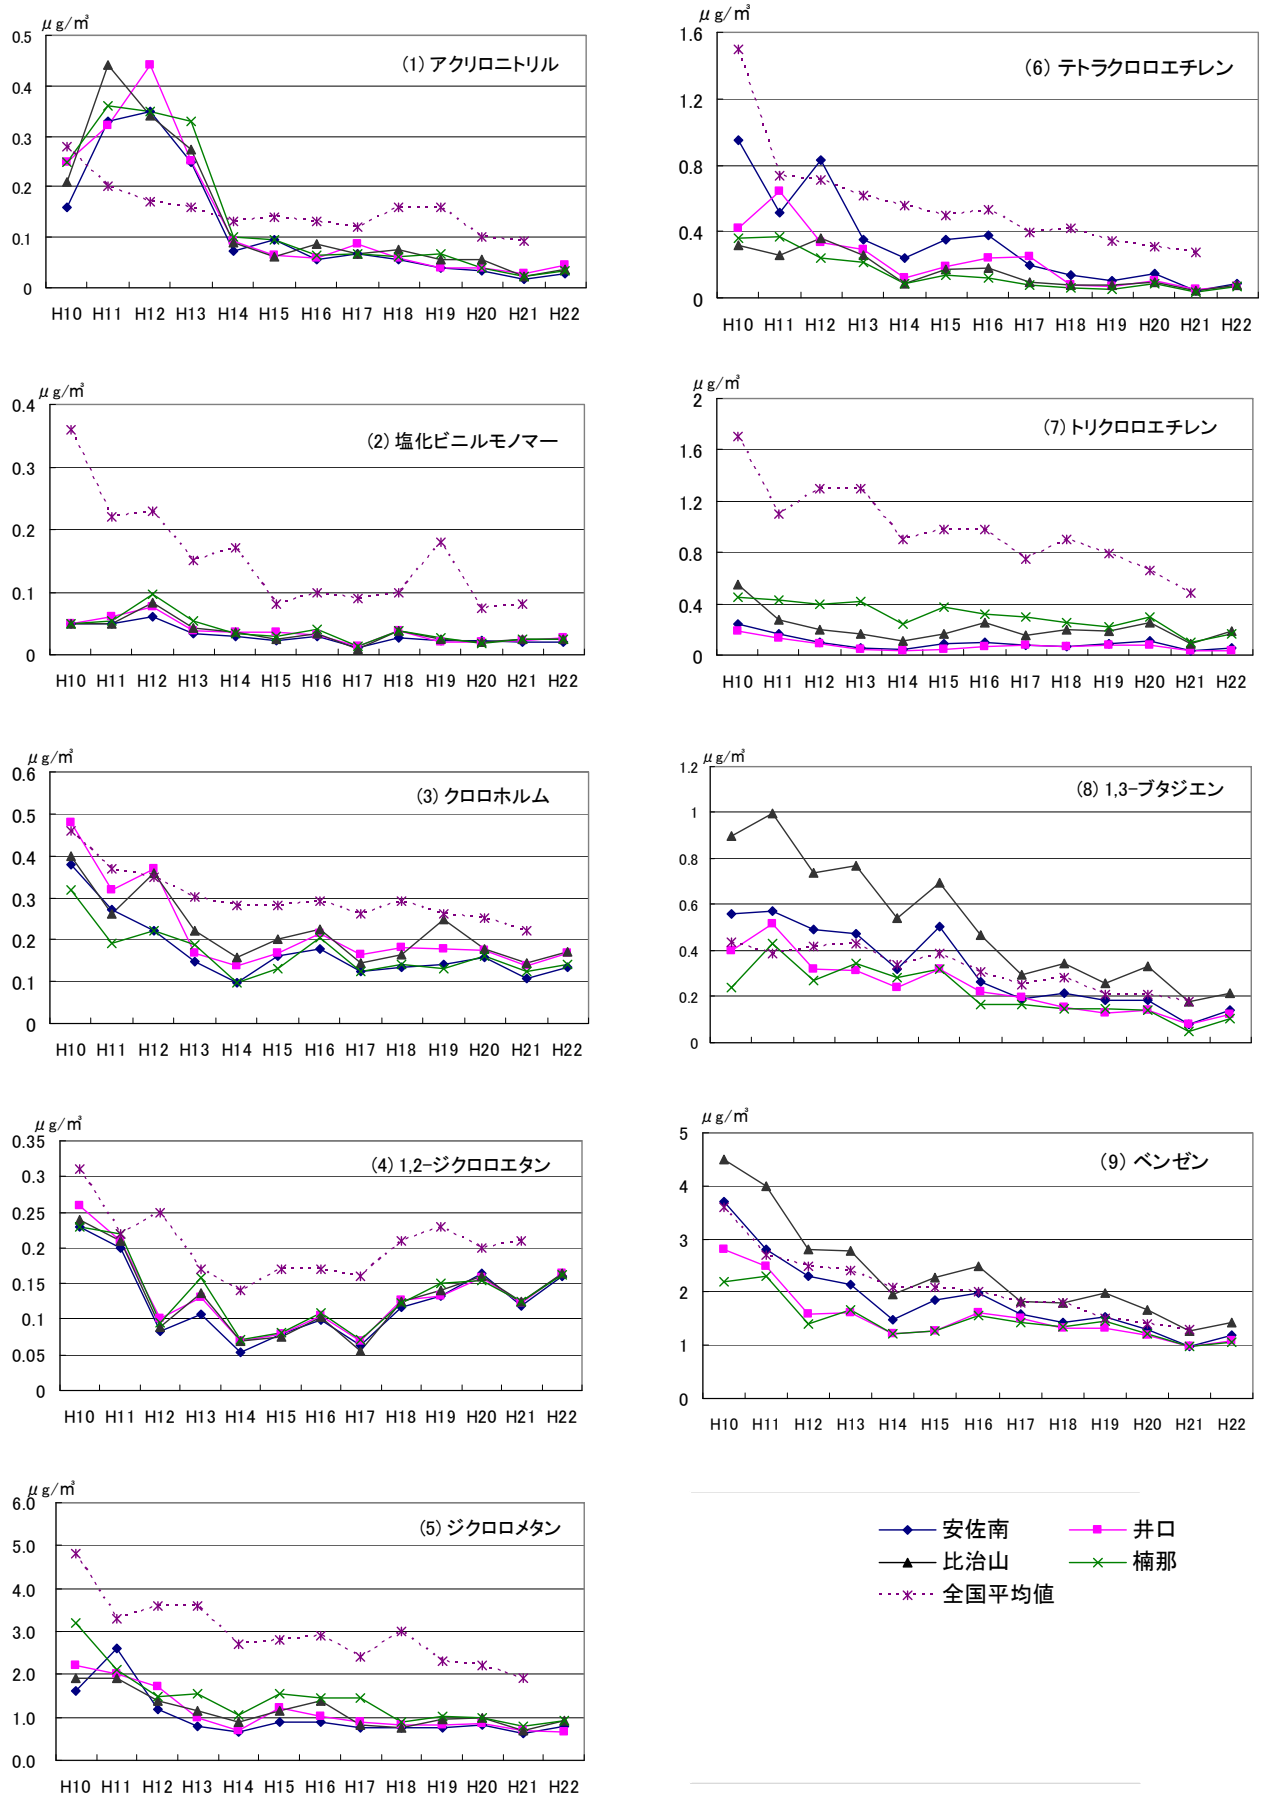 μg/㎥
(1) アクリロニトリル
0.5
0.4
0.3
0.2
0.1
0
H10 H11 H12 H13 H14 H15 H16 H17 H18 H19 H20 H21 H22
μg/㎥
(2) 塩化ビニルモノマー
0.4
0.3
0.2
0.1
0
H10 H11 H12 H13 H14 H15 H16 H17 H18 H19 H20 H21 H22
μg/㎥
(3) クロロホルム
0.6
0.5
0.4
0.3
0.2
0.1
0
H10 H11 H12 H13 H14 H15 H16 H17 H18 H19 H20 H21 H22
μg/㎥
(4) 1,2-ジクロロエタン
0.35
0.3
0.25
0.2
0.15
0.1
0.05
0
H10 H11 H12 H13 H14 H15 H16 H17 H18 H19 H20 H21 H22
μg/㎥
(5) ジクロロメタン
6.0
5.0
4.0
3.0
2.0
1.0
0.0
H10 H11 H12 H13 H14 H15 H16 H17 H18 H19 H20 H21 H22
μg/㎥
(6) テトラクロロエチレン
1.6
1.2
0.8
0.4
0
H10 H11 H12 H13 H14 H15 H16 H17 H18 H19 H20 H21 H22
μg/㎥
(7) トリクロロエチレン
2
1.6
1.2
0.8
0.4
0
H10 H11 H12 H13 H14 H15 H16 H17 H18 H19 H20 H21 H22
μg/㎥
(8) 1,3-ブタジエン
1.2
1
0.8
0.6
0.4
0.2
0
μg/㎥
(9) ベンゼン
5
4
3
2
1
0
H10 H11 H12 H13 H14 H15 H16 H17 H18 H19 H20 H21 H22
安佐南 井口
比治山 楠那
全国平均値